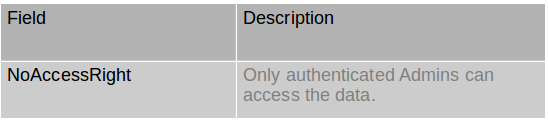 Field Description
NoAccessRight Only authenticated Admins can
access the data.